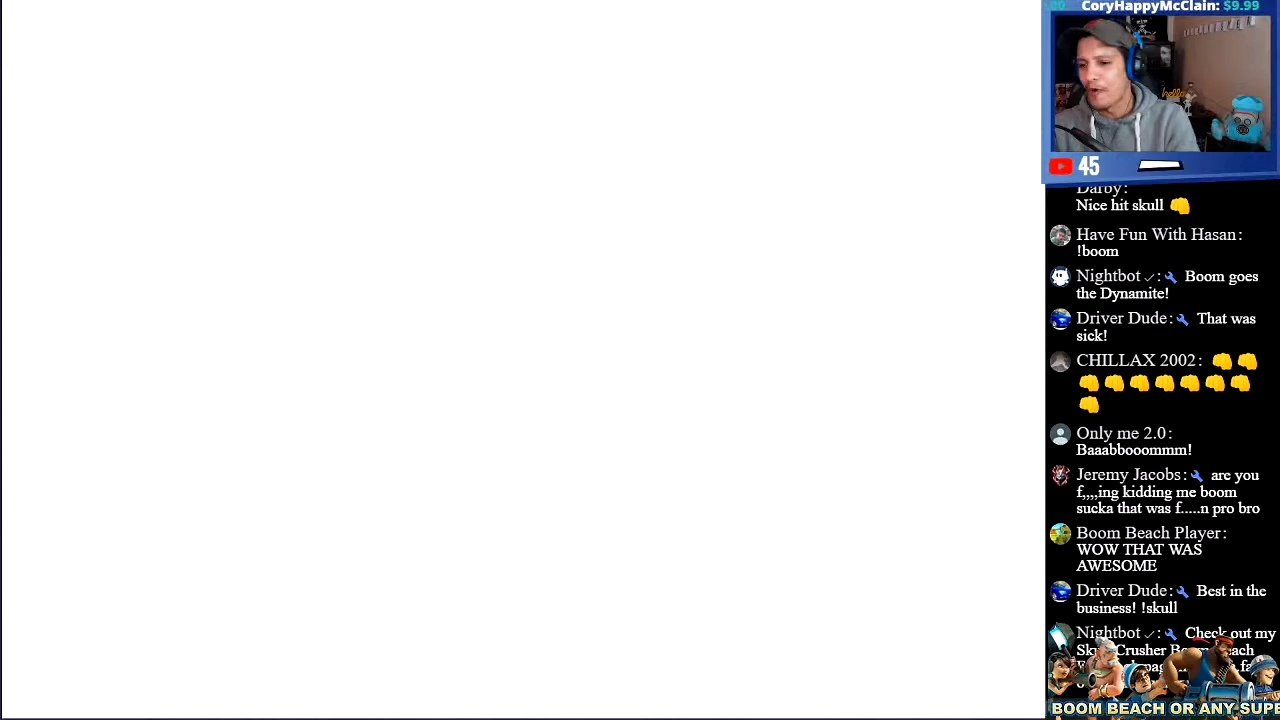 CoryHappyMcClain: $9.99
hello
45
Darby:
Nice hit skull 👊
Have Fun With Hasan:
!boom
Nightbot ✓: 🔧 Boom goes
the Dynamite!
Driver Dude: 🔧 That was
sick!
CHILLAX 2002: 👊👊
👊👊👊👊👊👊👊
👊
Only me 2.0:
Baaabbooommm!
Jeremy Jacobs: 🔧 are you
f,,,,ing kidding me boom
sucka that was f.....n pro bro
Boom Beach Player:
WOW THAT WAS
AWESOME
Driver Dude: 🔧 Best in the
business! !skull
Nightbot ✓: 🔧 Check out my
Crusher
BOOM BEACH OR ANY SUPE